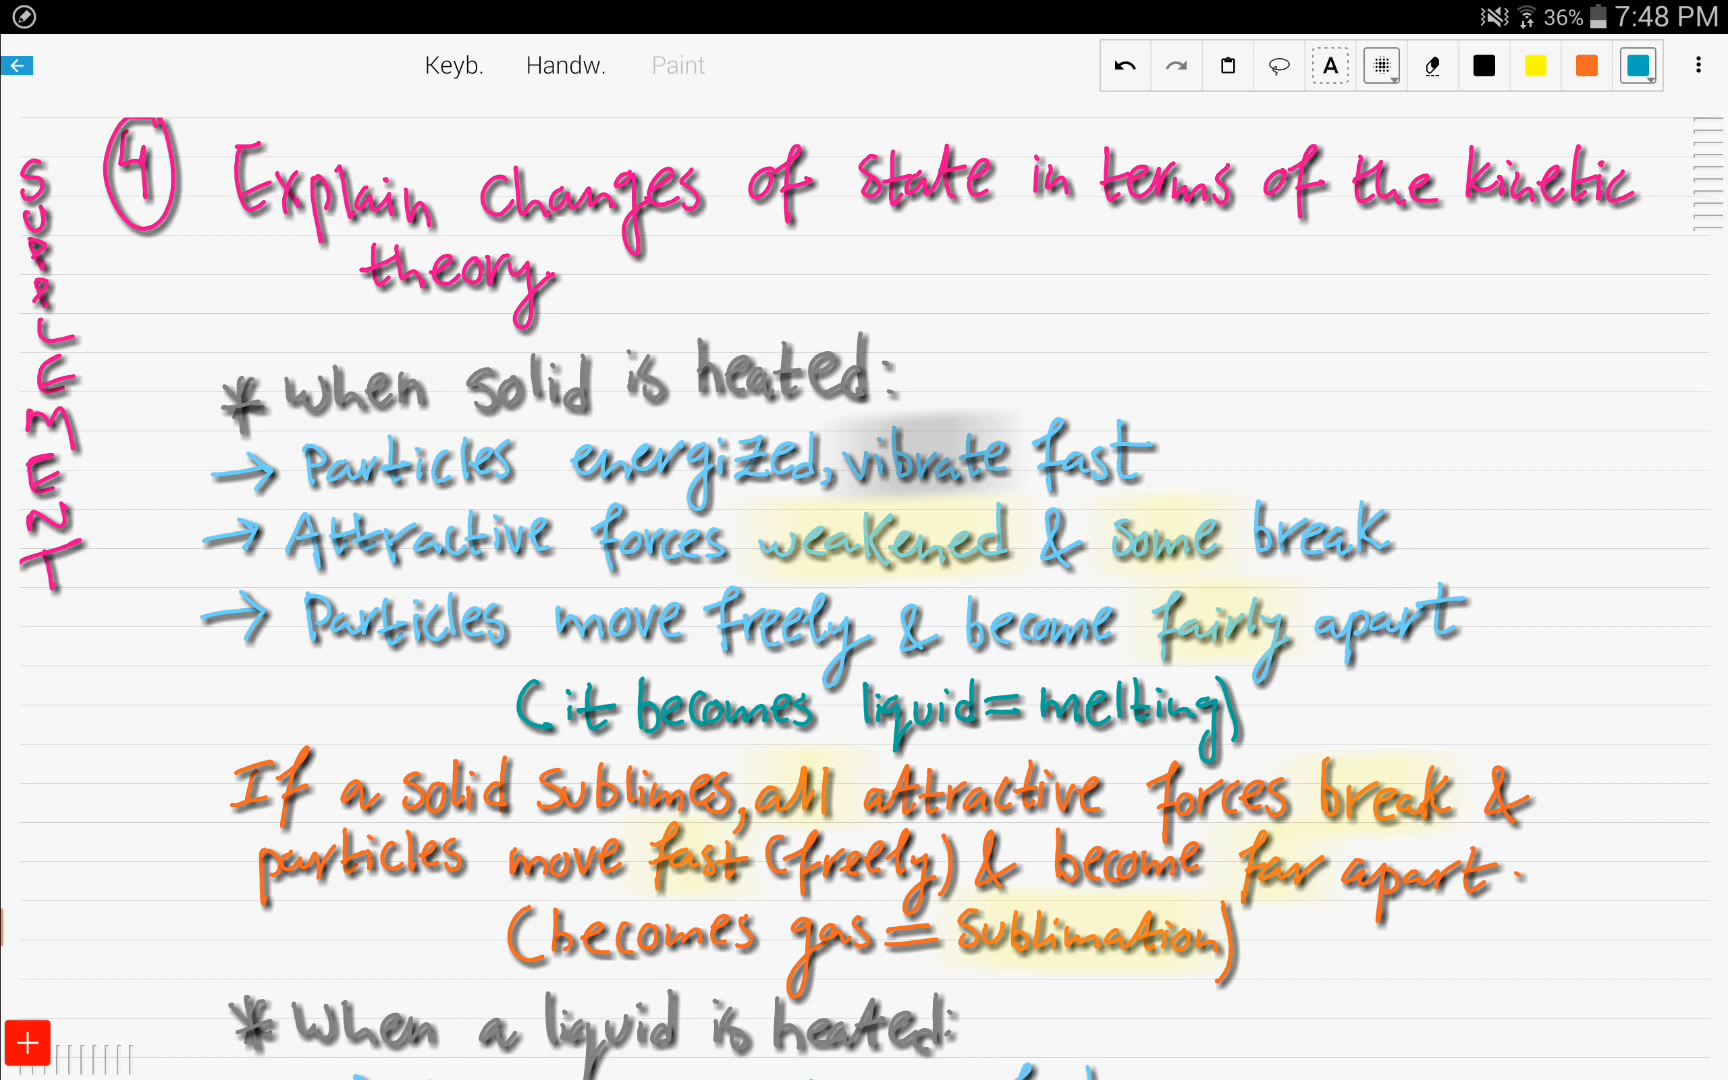 36% 7:48 PM
Keyb. Handw. Paint
A
4 Explain changes of state in terms of the kinetic
theory
* When solid is heated:
→ Particles energized, vibrate fast
→ Attractive forces weakened & some break
→ Particles move freely & become fairly apart
(it becomes liquid = melting)
If a solid sublimes, all attractive forces break &
particles move fast (freely) & become far apart.
(becomes gas = sublimation)
* When a liquid is heated: